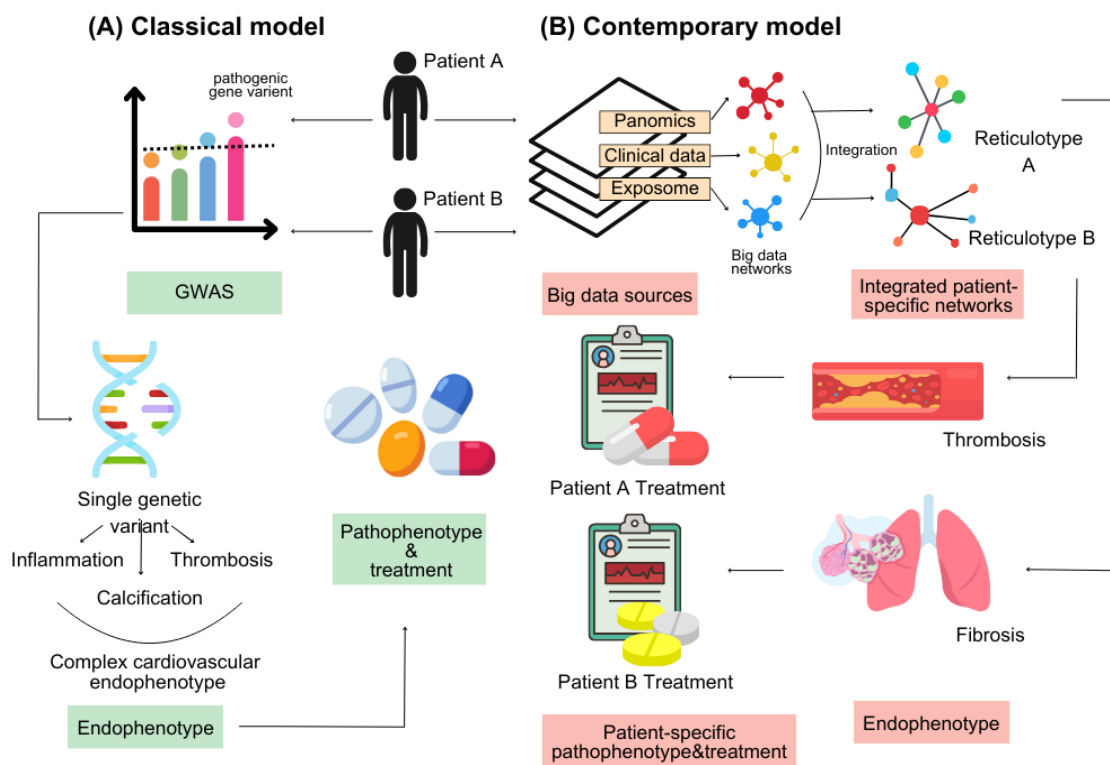 (A) Classical model
pathogenic
gene varient
Patient A
Patient B
GWAS
Single genetic
variant
Inflammation
Thrombosis
Calcification
Complex cardiovascular
endophenotype
Endophenotype
Pathophenotype
&
treatment
(B) Contemporary model
Panomics
Clinical data
Exposome
Big data
networks
Integration
Reticulotype
A
Reticulotype B
Big data sources
Integrated patient-
specific networks
Thrombosis
Patient A Treatment
Fibrosis
Patient B Treatment
Patient-specific
pathophenotype&treatment
Endophenotype